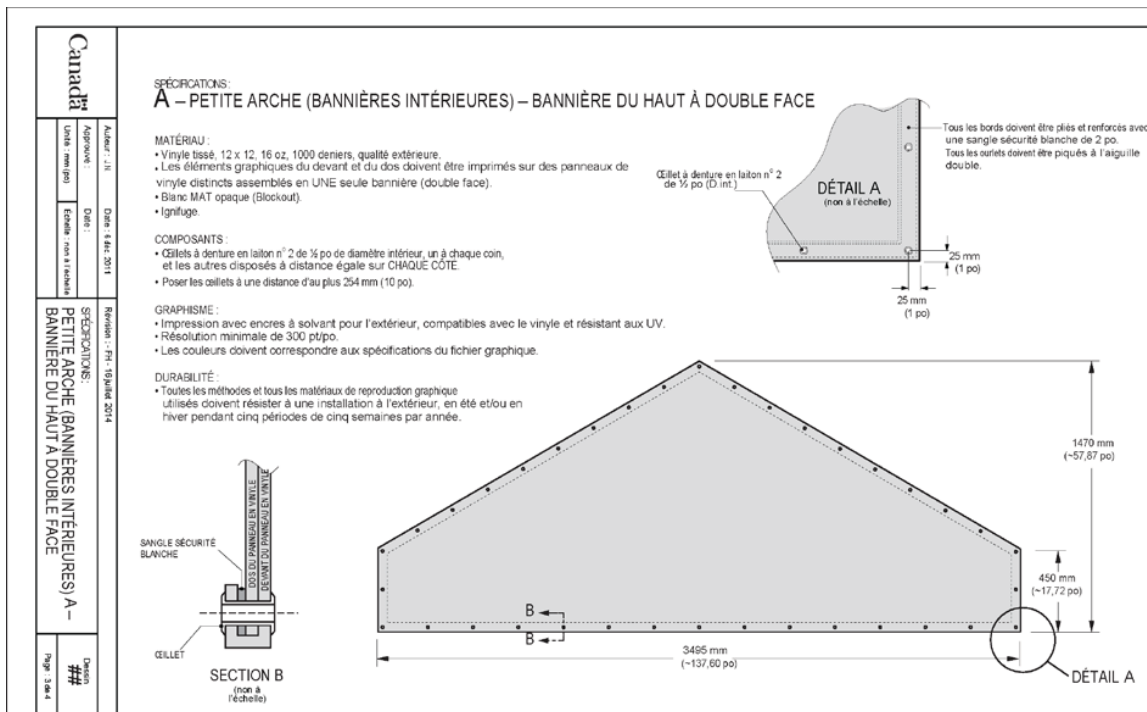 Canada
Auteur : J.N
Date : 6 déc. 2011
Révision : - FH - 16 juillet 2014
Approuvé :
Date :
Unité : mm (po)
Échelle : non à l'échelle
SPÉCIFICATIONS:
PETITE ARCHE (BANNIÈRES INTÉRIEURES) A –
BANNIÈRE DU HAUT À DOUBLE FACE
Dessin
##
Page : 3 de 4
SPÉCIFICATIONS:
A – PETITE ARCHE (BANNIÈRES INTÉRIEURES) – BANNIÈRE DU HAUT À DOUBLE FACE
MATÉRIAU :
• Vinyle tissé, 12 x 12, 16 oz, 1000 deniers, qualité extérieure.
• Les éléments graphiques du devant et du dos doivent être imprimés sur des panneaux de
vinyle distincts assemblés en UNE seule bannière (double face).
• Blanc MAT opaque (Blockout).
• Ignifuge.
COMPOSANTS :
• Œillets à denture en laiton n° 2 de ½ po de diamètre intérieur, un à chaque coin,
et les autres disposés à distance égale sur CHAQUE CÔTÉ.
• Poser les œillets à une distance d'au plus 254 mm (10 po).
GRAPHISME :
• Impression avec encres à solvant pour l'extérieur, compatibles avec le vinyle et résistant aux UV.
• Résolution minimale de 300 pt/po.
• Les couleurs doivent correspondre aux spécifications du fichier graphique.
DURABILITÉ :
• Toutes les méthodes et tous les matériaux de reproduction graphique
utilisés doivent résister à une installation à l'extérieur, en été et/ou en
hiver pendant cinq périodes de cinq semaines par année.
Tous les bords doivent être pliés et renforcés avec
une sangle sécurité blanche de 2 po.
Tous les ourlets doivent être piqués à l'aiguille
double.
Œillet à denture en laiton n° 2
de ½ po (D.int.)
DÉTAIL A
(non à l'échelle)
25 mm
(1 po)
25 mm
(1 po)
SANGLE SÉCURITÉ
BLANCHE
DOS DU PANNEAU EN VINYLE
DEVANT DU PANNEAU EN VINYLE
ŒILLET
SECTION B
(non à
l'échelle)
B
B
1470 mm
(~57,87 po)
450 mm
(~17,72 po)
3495 mm
(~137,60 po)
DÉTAIL A